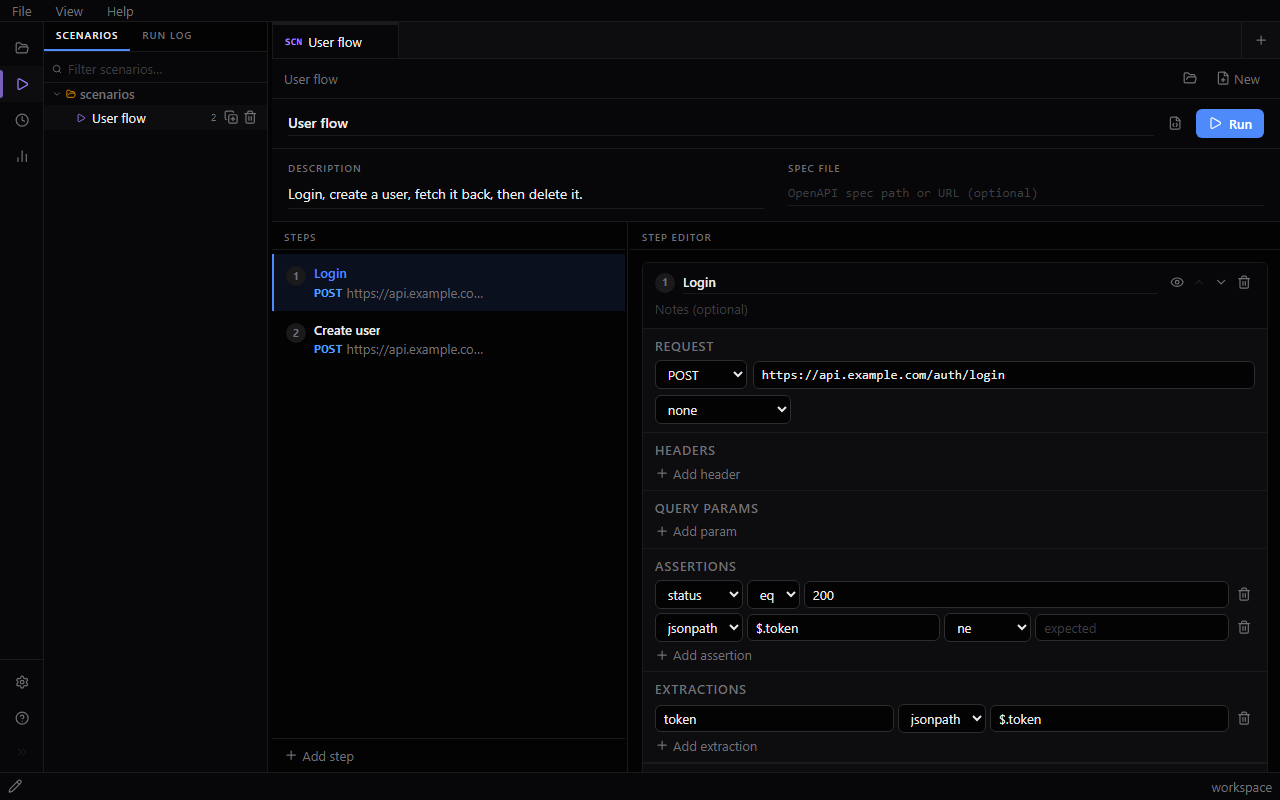 File View Help
SCENARIOS RUN LOG
Filter scenarios...
scenarios
User flow 2
SCN User flow
User flow
New
User flow
Run
DESCRIPTION
Login, create a user, fetch it back, then delete it.
SPEC FILE
OpenAPI spec path or URL (optional)
STEPS
1 Login
POST https://api.example.co...
2 Create user
POST https://api.example.co...
Add step
STEP EDITOR
1 Login
Notes (optional)
REQUEST
POST https://api.example.com/auth/login
none
HEADERS
Add header
QUERY PARAMS
Add param
ASSERTIONS
status eq 200
jsonpath $.token ne expected
Add assertion
EXTRACTIONS
token jsonpath $.token
Add extraction
workspace